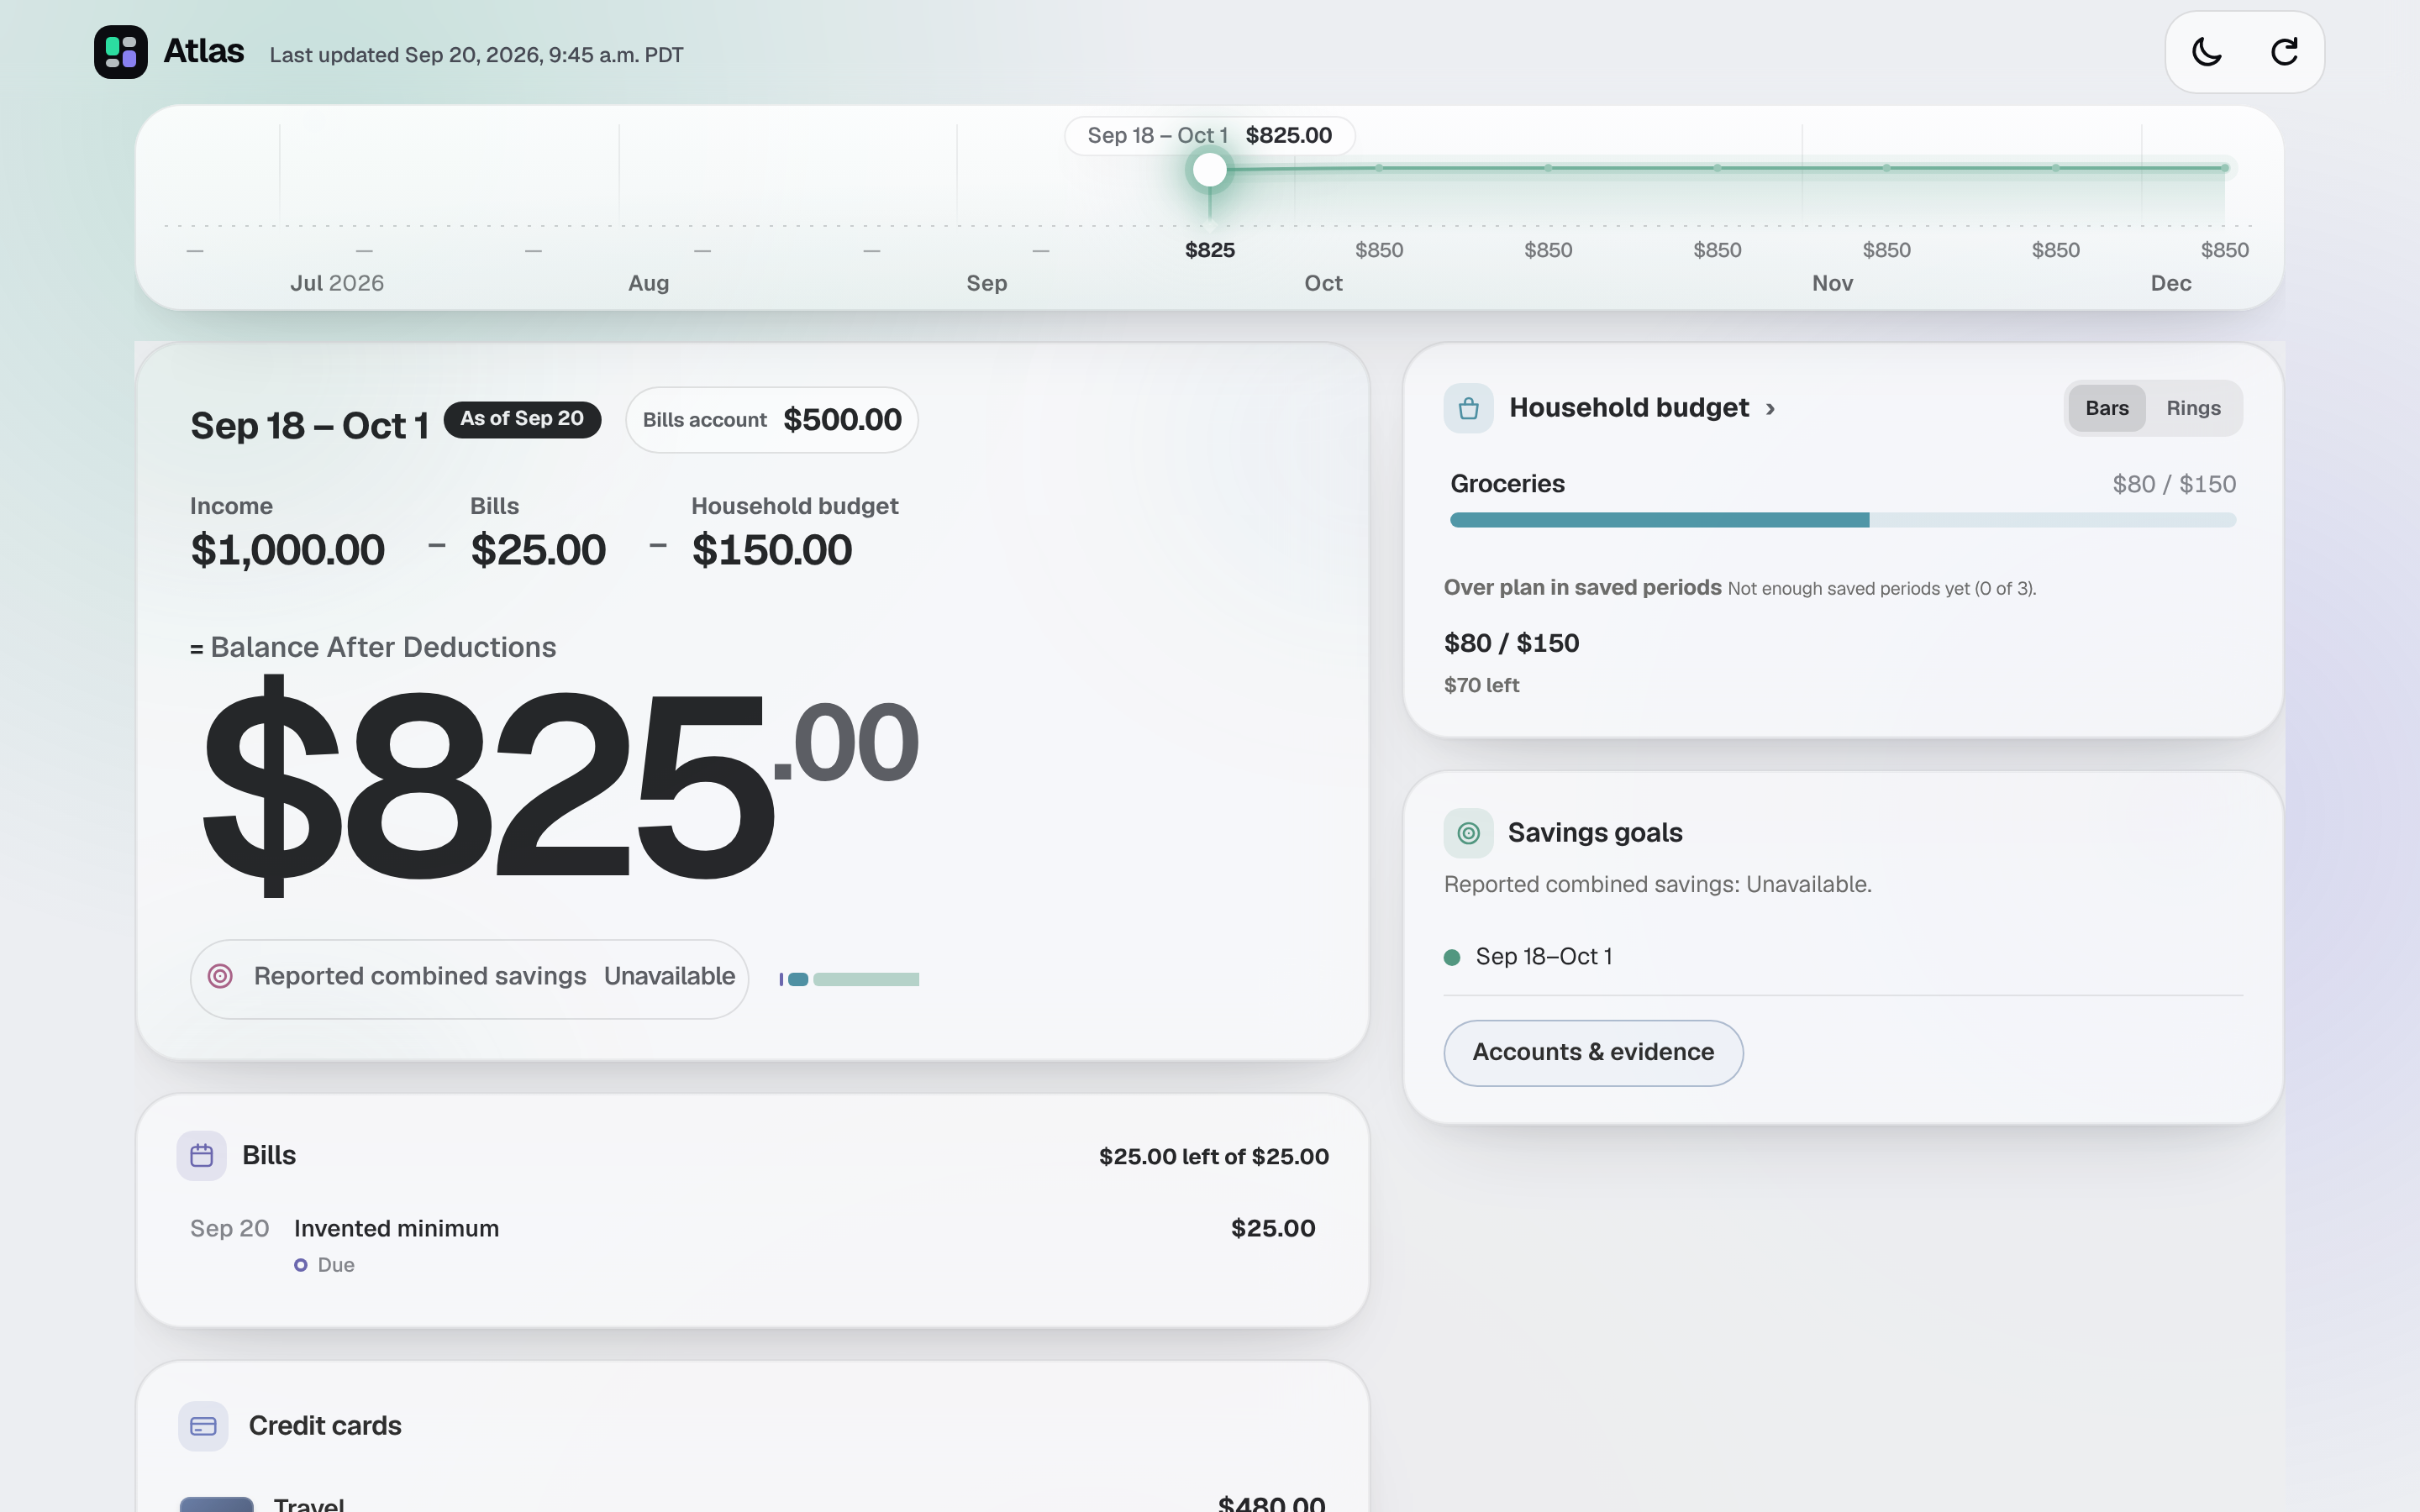 Atlas Last updated Sep 20, 2026, 9:45 a.m. PDT
Sep 18 – Oct 1 $825.00
— — — — — — $825 $850 $850 $850 $850 $850 $850
Jul 2026 Aug Sep Oct Nov Dec
Sep 18 – Oct 1 As of Sep 20 Bills account $500.00
Income Bills Household budget
$1,000.00 – $25.00 – $150.00
= Balance After Deductions
$825.00
Reported combined savings Unavailable
Bills $25.00 left of $25.00
Sep 20 Invented minimum $25.00
Due
Credit cards
Travel $480.00
Household budget › Bars Rings
Groceries $80 / $150
Over plan in saved periods Not enough saved periods yet (0 of 3).
$80 / $150
$70 left
Savings goals
Reported combined savings: Unavailable.
Sep 18–Oct 1
Accounts & evidence